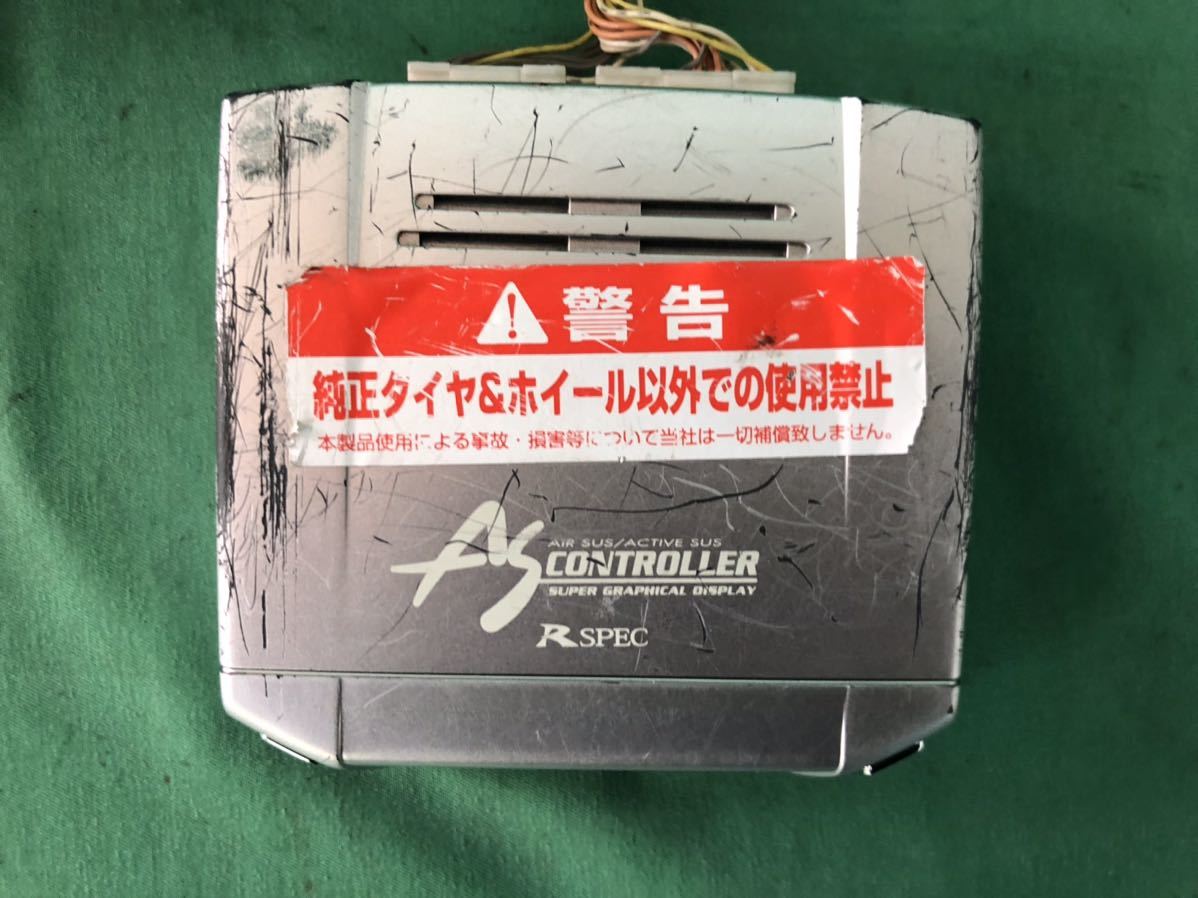 警告
純正タイヤ&ホイール以外での使用禁止
本製品使用による事故・損害等について当社は一切補償致しません。
AS
AIR SUS/ACTIVE SUS
CONTROLLER
SUPER GRAPHICAL DISPLAY
R SPEC